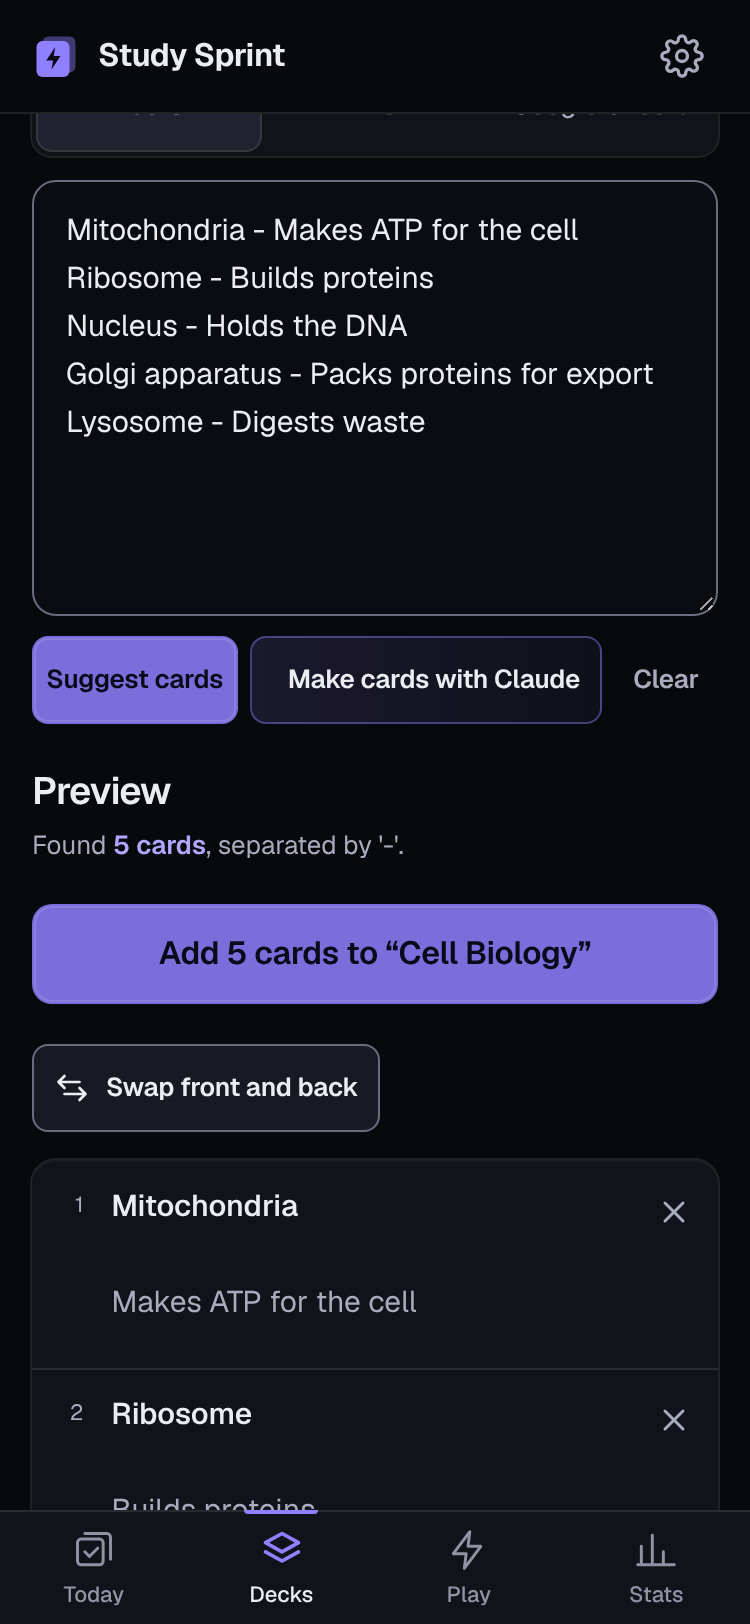 Study Sprint
Mitochondria - Makes ATP for the cell
Ribosome - Builds proteins
Nucleus - Holds the DNA
Golgi apparatus - Packs proteins for export
Lysosome - Digests waste
Suggest cards
Make cards with Claude
Clear
Preview
Found 5 cards, separated by '-'.
Add 5 cards to “Cell Biology”
Swap front and back
1 Mitochondria
Makes ATP for the cell
2 Ribosome
Builds proteins
Today
Decks
Play
Stats